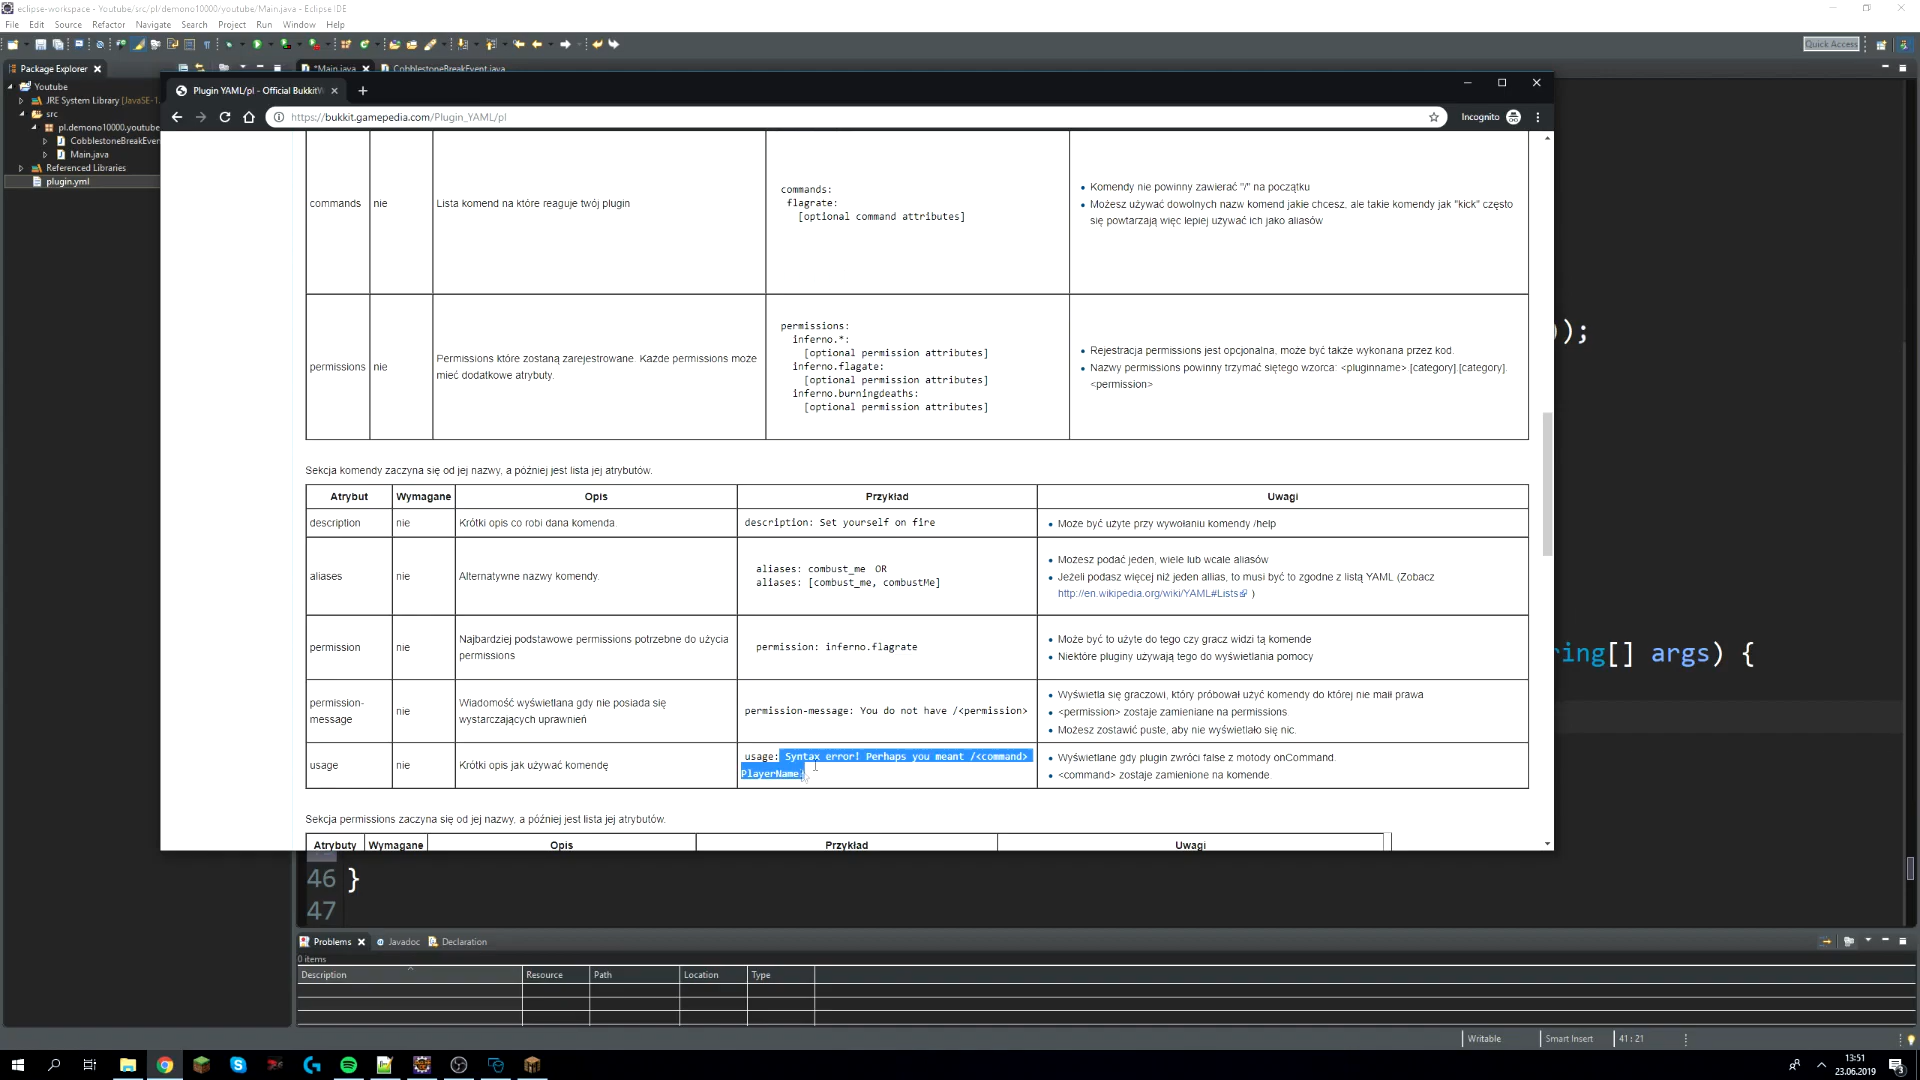 eclipse-workspace - Youtube/src/pl/demono10000/youtube/Main.java - Eclipse IDE
File Edit Source Refactor Navigate Search Project Run Window Help
Quick Access
Package Explorer
*Main.java
CobblestoneBreakEvent.java
Youtube
JRE System Library [JavaSE-1.
src
pl.demono10000.youtube
CobblestoneBreakEven
Main.java
Referenced Libraries
plugin.yml
Plugin YAML/pl - Official BukkitW
https://bukkit.gamepedia.com/Plugin_YAML/pl
Incognito
commands
nie
Lista komend na które reaguje twój plugin
commands:
flagrate:
[optional command attributes]
Komendy nie powinny zawierać "/" na początku
Możesz używać dowolnych nazw komend jakie chcesz, ale takie komendy jak "kick" często
się powtarzają więc lepiej używać ich jako aliasów
permissions
nie
Permissions które zostaną zarejestrowane. Każde permissions może
mieć dodatkowe atrybuty.
permissions:
inferno.*:
[optional permission attributes]
inferno.flagate:
[optional permission attributes]
inferno.burningdeaths:
[optional permission attributes]
Rejestracja permissions jest opcjonalna, może być także wykonana przez kod.
Nazwy permissions powinny trzymać siętego wzorca: <pluginname>.[category].[category].
<permission>
));
Sekcja komendy zaczyna się od jej nazwy, a później jest lista jej atrybutów.
Atrybut Wymagane Opis Przykład Uwagi
description
nie
Krótki opis co robi dana komenda.
description: Set yourself on fire
Może być użyte przy wywołaniu komendy /help
aliases
nie
Alternatywne nazwy komendy.
aliases: combust_me OR
aliases: [combust_me, combustMe]
Możesz podać jeden, wiele lub wcale aliasów
Jeżeli podasz więcej niż jeden allias, to musi być to zgodne z listą YAML (Zobacz
http://en.wikipedia.org/wiki/YAML#Lists )
permission
nie
Najbardziej podstawowe permissions potrzebne do użycia
permissions
permission: inferno.flagrate
Może być to użyte do tego czy gracz widzi tą komende
Niektóre pluginy używają tego do wyświetlania pomocy
ring[] args) {
permission-
message
nie
Wiadomość wyświetlana gdy nie posiada się
wystarczających uprawnień
permission-message: You do not have /<permission>
Wyświetla się graczowi, który próbował użyć komendy do której nie maił prawa
<permission> zostaje zamieniane na permissions.
Możesz zostawić puste, aby nie wyświetlało się nic.
usage
nie
Krótki opis jak używać komendy
usage: Syntax error! Perhaps you meant /<command>
PlayerName?
Wyświetlane gdy plugin zwróci false z motody onCommand.
<command> zostaje zamienione na komende.
Sekcja permissions zaczyna się od jej nazwy, a później jest lista jej atrybutów.
Atrybuty Wymagane Opis Przykład Uwagi
46 }
47
Problems Javadoc Declaration
0 items
Description Resource Path Location Type
Writable Smart Insert 41 : 21
13:51
23.06.2019
3